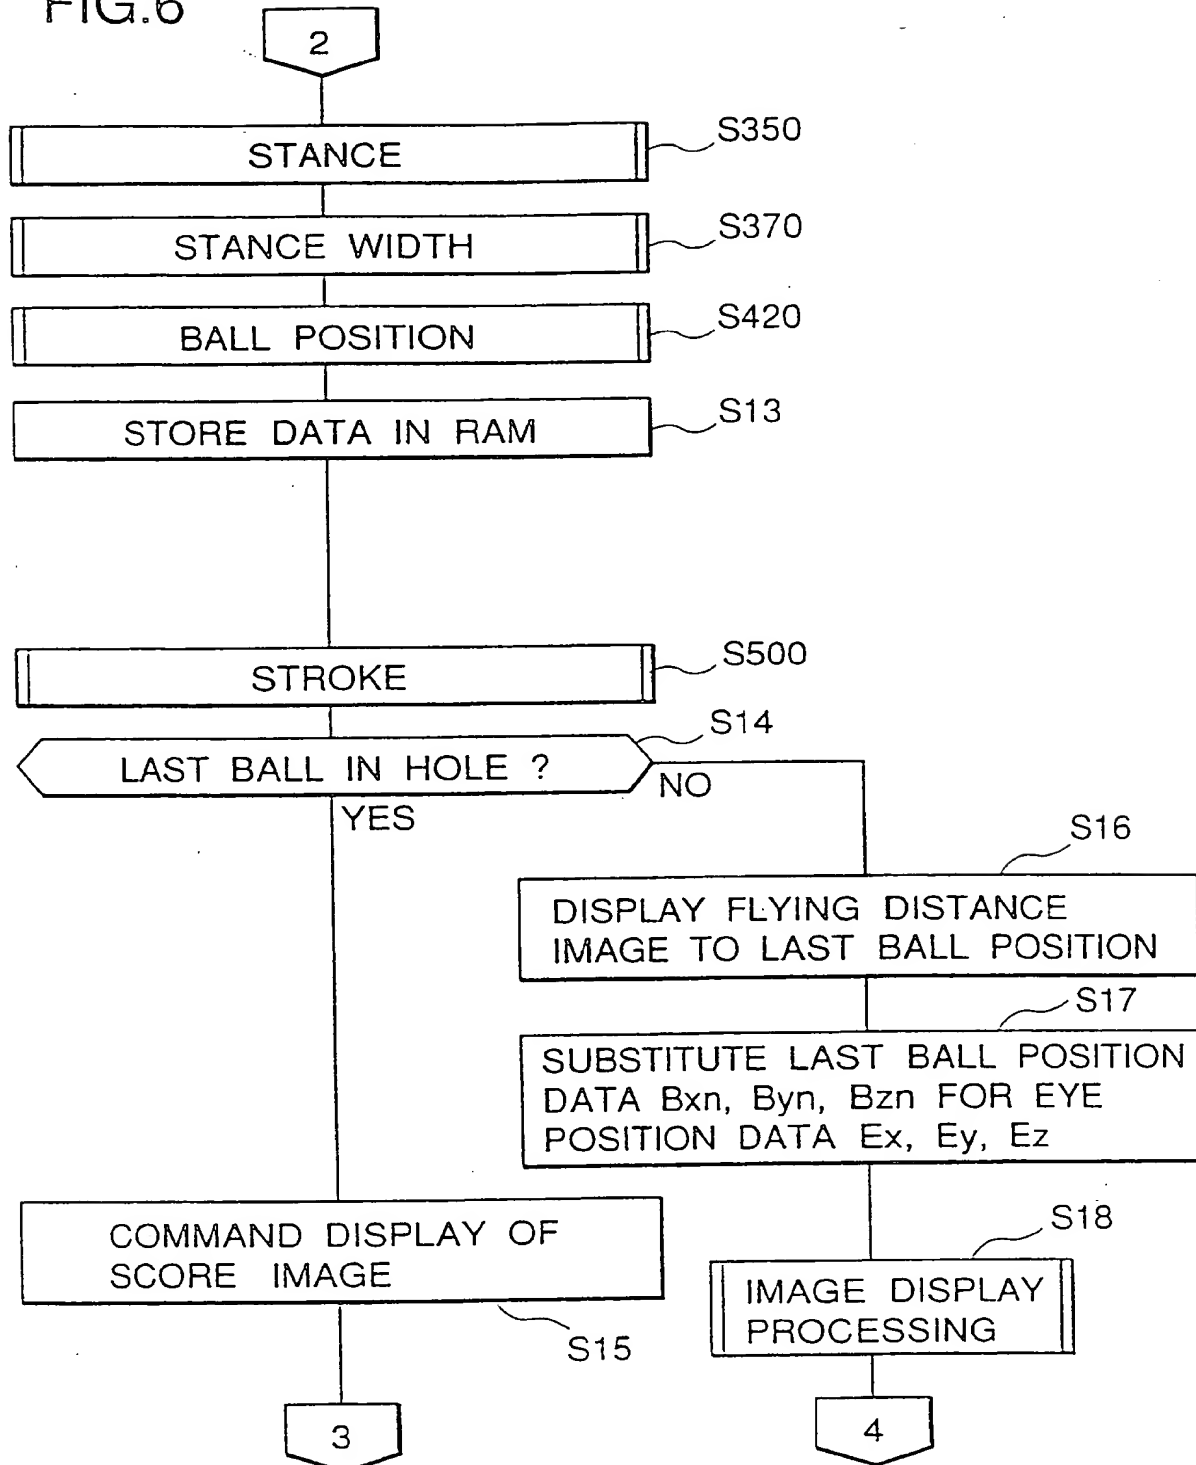 FIG.6
2
STANCE
S350
STANCE WIDTH
S370
BALL POSITION
S420
STORE DATA IN RAM
S13
STROKE
S500
S14
LAST BALL IN HOLE ?
NO
YES
S16
DISPLAY FLYING DISTANCE
IMAGE TO LAST BALL POSITION
S17
SUBSTITUTE LAST BALL POSITION
DATA Bxn, Byn, Bzn FOR EYE
POSITION DATA Ex, Ey, Ez
COMMAND DISPLAY OF
SCORE IMAGE
S15
S18
IMAGE DISPLAY
PROCESSING
3
4